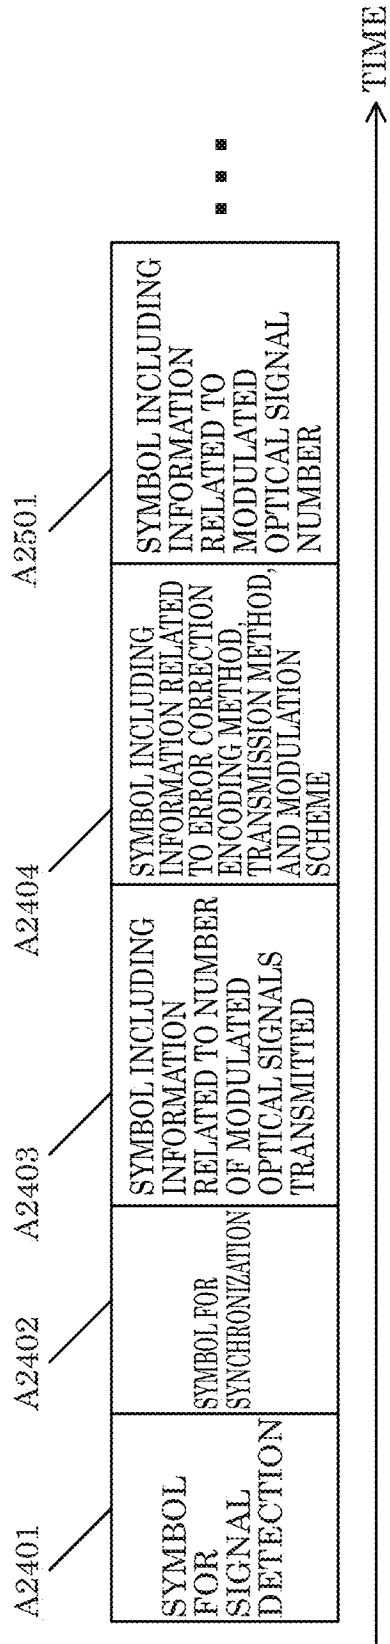 A2401
A2402
A2403
A2404
A2501
SYMBOL
FOR
SIGNAL
DETECTION
SYMBOL FOR
SYNCHRONIZATION
SYMBOL INCLUDING
INFORMATION
RELATED TO NUMBER
OF MODULATED
OPTICAL SIGNALS
TRANSMITTED
SYMBOL INCLUDING
INFORMATION RELATED
TO ERROR CORRECTION
ENCODING METHOD,
TRANSMISSION METHOD,
AND MODULATION
SCHEME
SYMBOL INCLUDING
INFORMATION
RELATED TO
MODULATED
OPTICAL SIGNAL
NUMBER
TIME